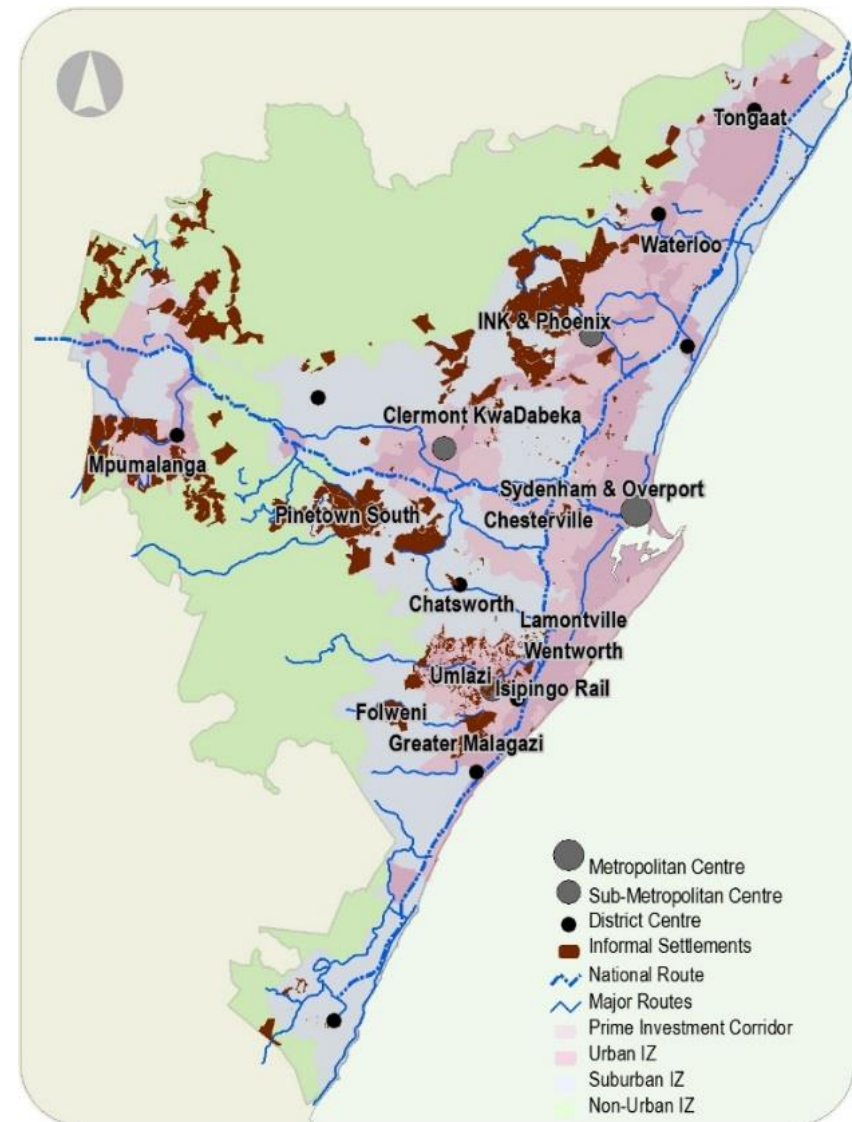 Tongaat
Waterloo
INK & Phoenix
Clermont KwaDabeka
Mpumalanga
Sydenham & Overport
Pinetown South
Chesterville
Chatsworth
Lamontville
Wentworth
Umlazi
Isipingo Rail
Folweni
Greater Malagazi
Metropolitan Centre
Sub-Metropolitan Centre
District Centre
Informal Settlements
National Route
Major Routes
Prime Investment Corridor
Urban IZ
Suburban IZ
Non-Urban IZ